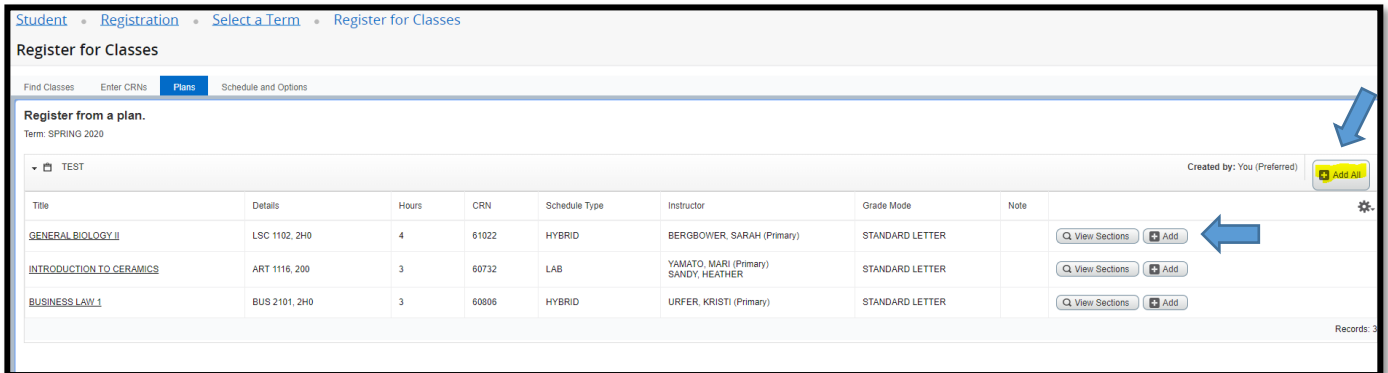 Student • Registration • Select a Term • Register for Classes
Register for Classes
Find Classes Enter CRNs Plans Schedule and Options
Register from a plan.
Term: SPRING 2020
TEST Created by: You (Preferred) Add All
Title Details Hours CRN Schedule Type Instructor Grade Mode Note
GENERAL BIOLOGY II LSC 1102, 2H0 4 61022 HYBRID BERGBOWER, SARAH (Primary) STANDARD LETTER View Sections Add
INTRODUCTION TO CERAMICS ART 1116, 200 3 60732 LAB YAMATO, MARI (Primary) STANDARD LETTER View Sections Add
SANDY, HEATHER
BUSINESS LAW 1 BUS 2101, 2H0 3 60806 HYBRID URFER, KRISTI (Primary) STANDARD LETTER View Sections Add
Records: 3